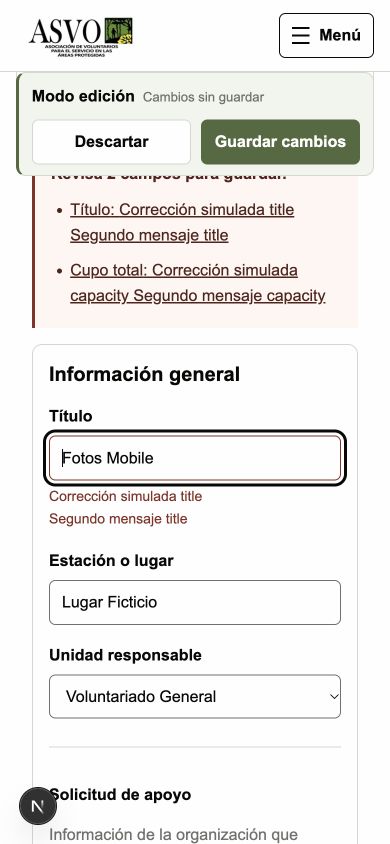 ASVO
ASOCIACIÓN DE VOLUNTARIOS
PARA EL SERVICIO EN LAS
ÁREAS PROTEGIDAS
Menú
Modo edición Cambios sin guardar
Descartar
Guardar cambios
Revisa 2 campos para guardar:
• Título: Corrección simulada title
Segundo mensaje title
• Cupo total: Corrección simulada
capacity Segundo mensaje capacity
Información general
Título
Fotos Mobile
Corrección simulada title
Segundo mensaje title
Estación o lugar
Lugar Ficticio
Unidad responsable
Voluntariado General
N
Solicitud de apoyo
Información de la organización que